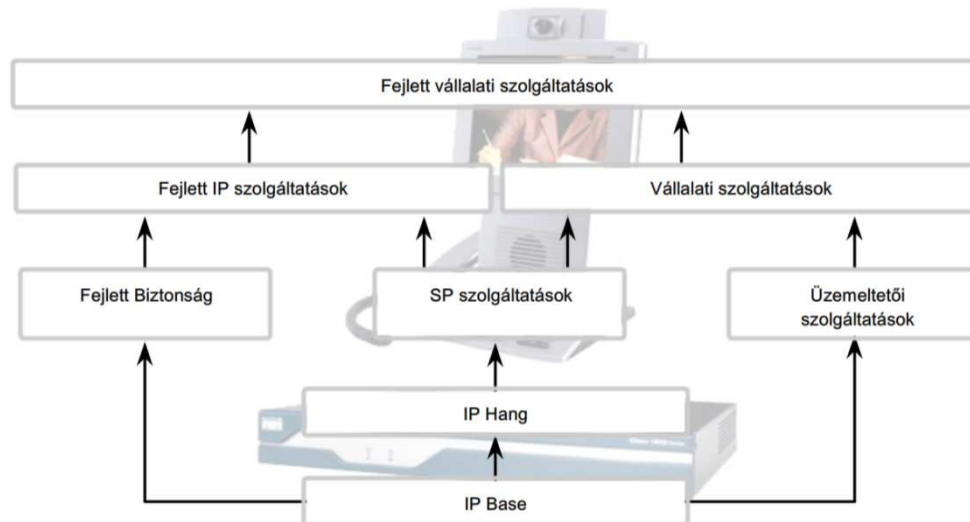 Fejlett vállalati szolgáltatások
Fejlett IP szolgáltatások
Vállalati szolgáltatások
Fejlett Biztonság
SP szolgáltatások
Üzemeltetői
szolgáltatások
IP Hang
IP Base